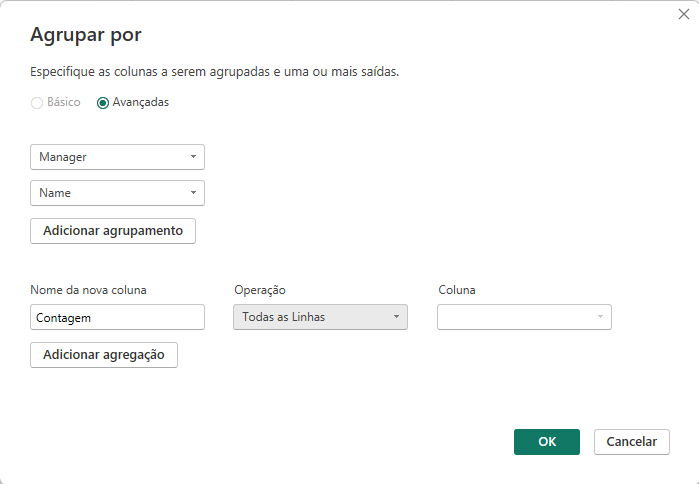 Agrupar por
Especifique as colunas a serem agrupadas e uma ou mais saídas.
Básico Avançadas
Manager
Name
Adicionar agrupamento
Nome da nova coluna Operação Coluna
Contagem Todas as Linhas
Adicionar agregação
OK Cancelar